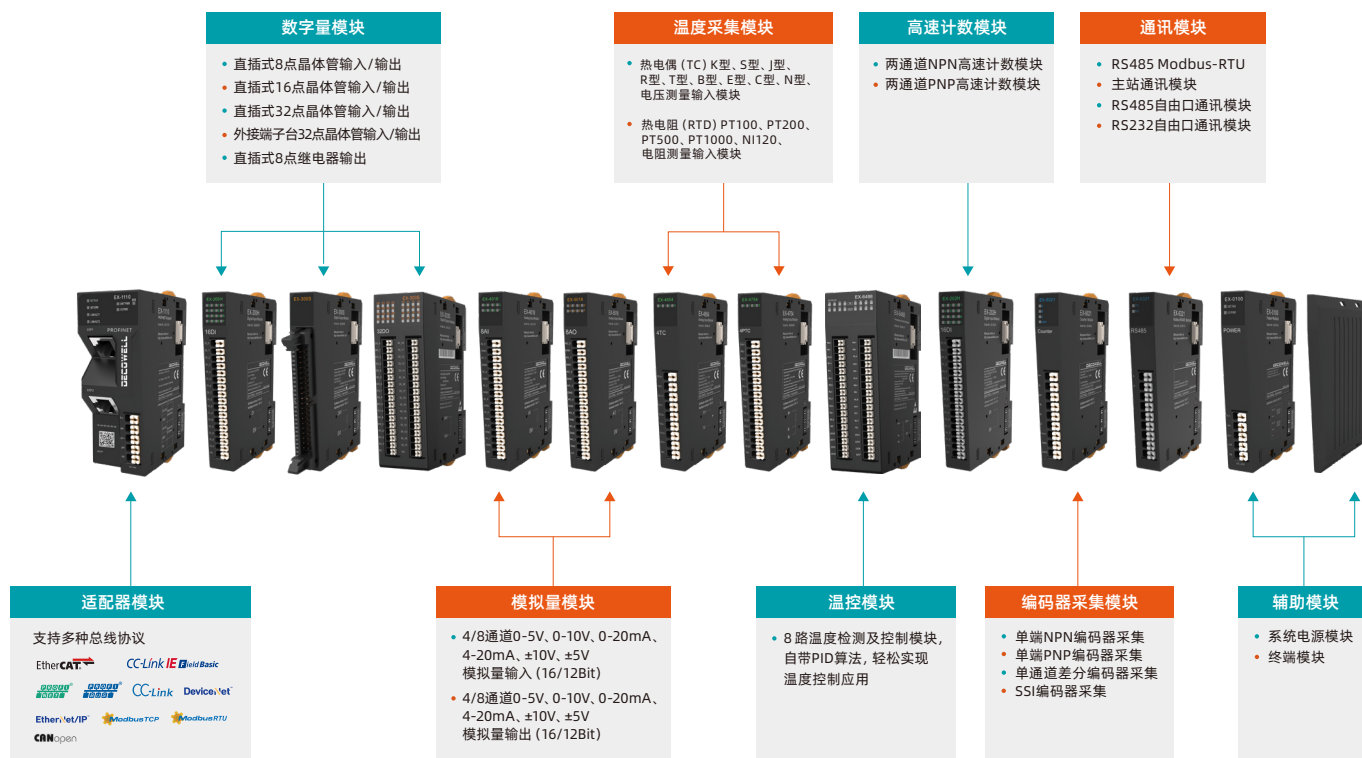 数字量模块
直插式8点晶体管输入/输出
直插式16点晶体管输入/输出
直插式32点晶体管输入/输出
外接端子台32点晶体管输入/输出
直插式8点继电器输出
温度采集模块
热电偶 (TC) K型、S型、J型、
R型、T型、B型、E型、C型、N型、
电压测量输入模块
热电阻 (RTD) PT100、PT200、
PT500、PT1000、NI120、
电阻测量输入模块
高速计数模块
两通道NPN高速计数模块
两通道PNP高速计数模块
通讯模块
RS485 Modbus-RTU
主站通讯模块
RS485自由口通讯模块
RS232自由口通讯模块
EX-1110
PROFINET
DECOWELL
16DI
32DO
8AI
8AO
4TC
4PTC
16DI
Counter
RS485
EX-0100
POWER
适配器模块
支持多种总线协议
EtherCAT
CC-Link IE Field Basic
PROFINET
PROFIBUS
CC-Link
DeviceNet
EtherNet/IP
ModbusTCP
ModbusRTU
CANopen
模拟量模块
4/8通道0-5V、0-10V、0-20mA、
4-20mA、±10V、±5V
模拟量输入 (16/12Bit)
4/8通道0-5V、0-10V、0-20mA、
4-20mA、±10V、±5V
模拟量输出 (16/12Bit)
温控模块
8 路温度检测及控制模块,
自带PID算法, 轻松实现
温度控制应用
编码器采集模块
单端NPN编码器采集
单端PNP编码器采集
单通道差分编码器采集
SSI编码器采集
辅助模块
系统电源模块
终端模块